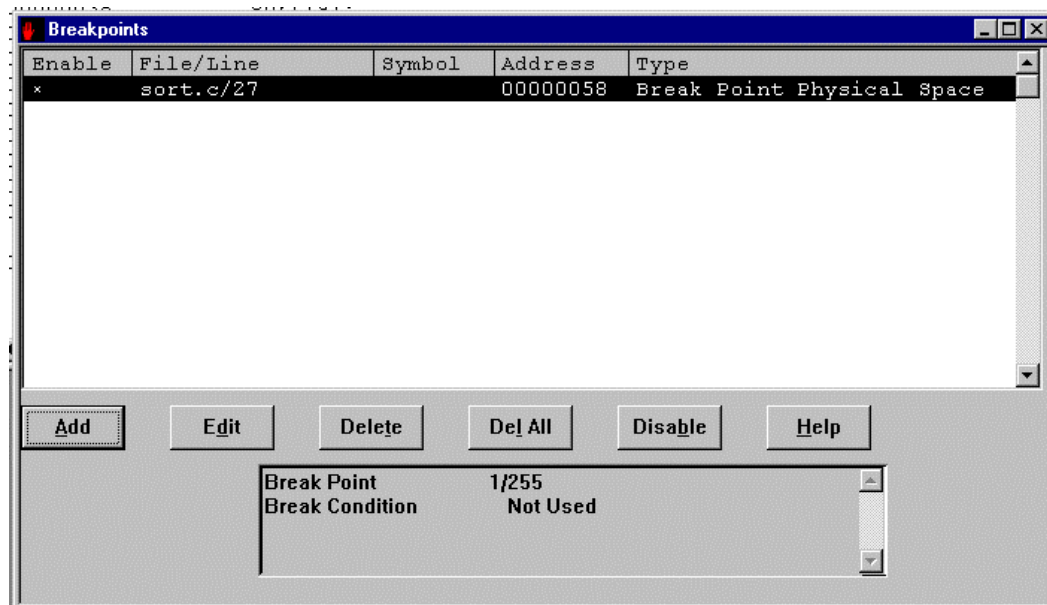 Breakpoints
Enable File/Line Symbol Address Type
× sort.c/27 00000058 Break Point Physical Space
Add Edit Delete Del All Disable Help
Break Point 1/255
Break Condition Not Used